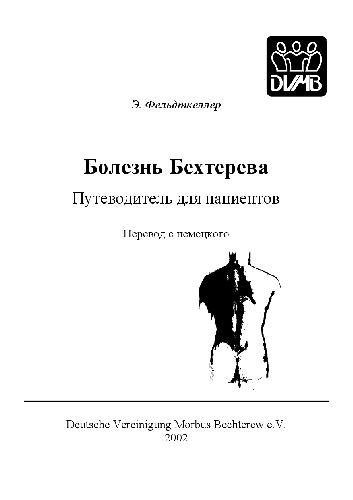 DVMB
Э. Фельдткеллер
Болезнь Бехтерева
Путеводитель для пациентов
Перевод с немецкого
Deutsche Vereinigung Morbus Bechterew e.V.
2002